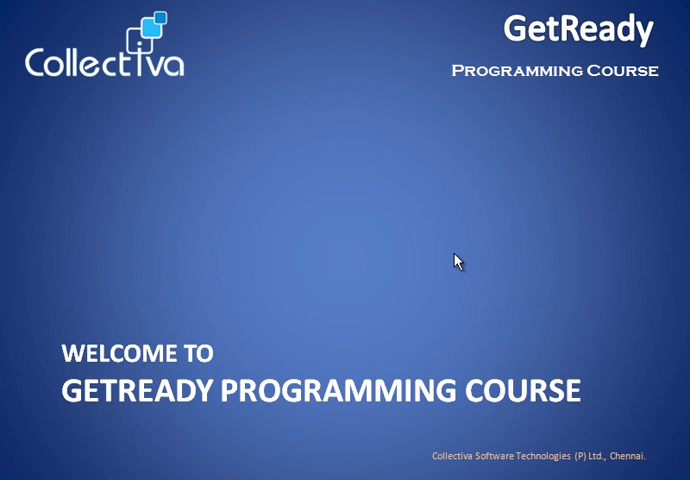 Collectiva
GetReady
PROGRAMMING COURSE
WELCOME TO
GETREADY PROGRAMMING COURSE
Collectiva Software Technologies (P) Ltd., Chennai.